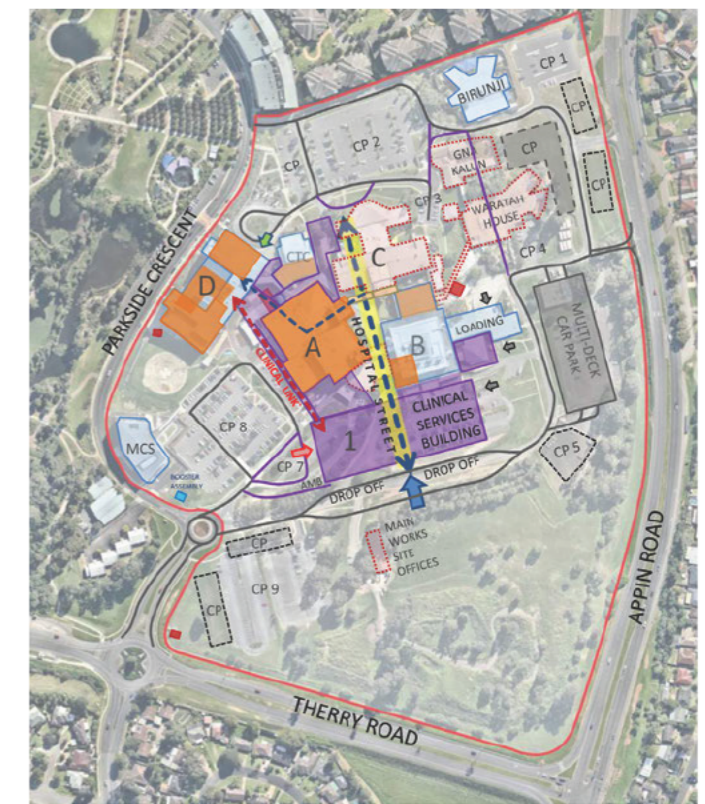 CP 1
BIRUNJI
CP
CP 2
CP
GNA
KALUN
CP
CP
CP 3
WARATAH
HOUSE
CP 4
CTC
C
D
PARKSIDE CRESCENT
A
HOSPITAL STREET
B
LOADING
MULTI-DECK
CAR PARK
CLINICAL LINK
CLINICAL
SERVICES
BUILDING
1
CP 8
CP 7
CP 5
MCS
BOOSTER
ASSEMBLY
AMB
DROP OFF
DROP OFF
MAIN
WORKS
SITE
OFFICES
CP
CP 9
CP
APPIN ROAD
THERRY ROAD